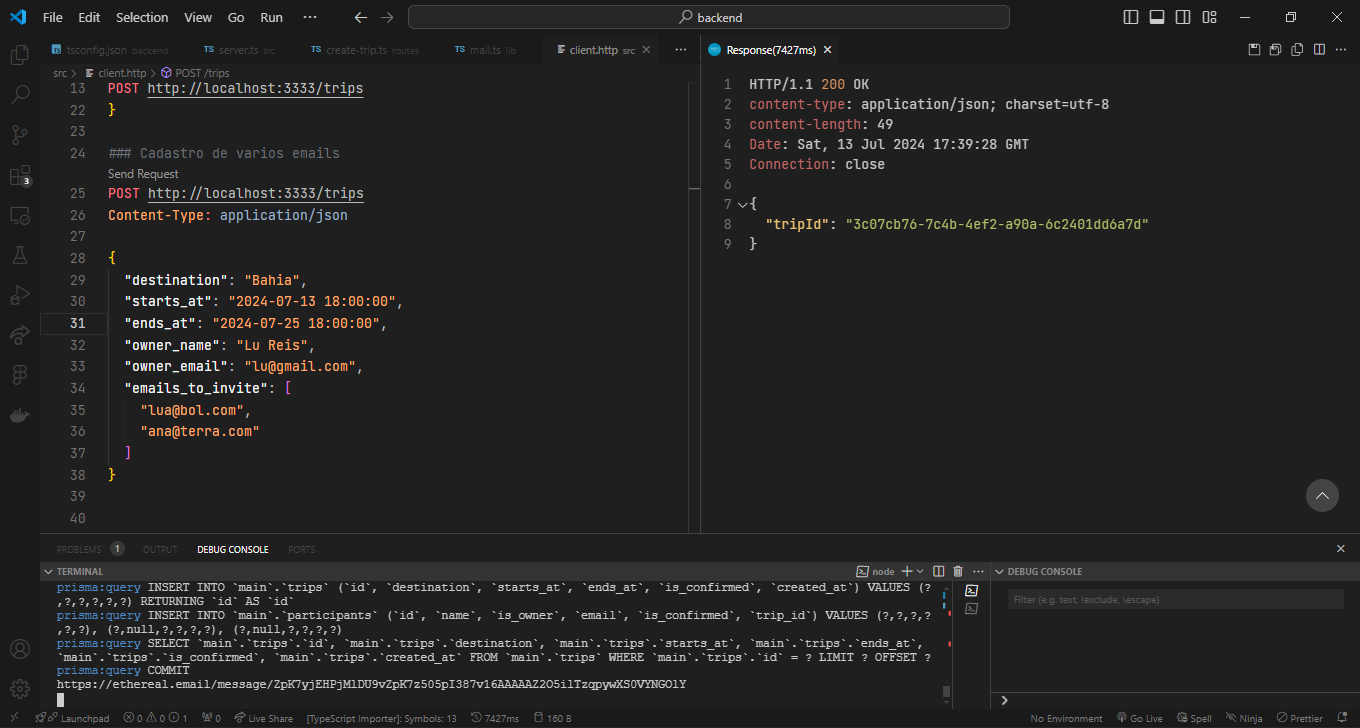 File Edit Selection View Go Run ··· backend
tsconfig.json backend
TS server.ts src
TS create-trip.ts routes
TS mail.ts lib
client.http src
Response(7427ms)
src > client.http > POST /trips
13 POST http://localhost:3333/trips
22 }
23
24 ### Cadastro de varios emails
Send Request
25 POST http://localhost:3333/trips
26 Content-Type: application/json
27
28 {
29 "destination": "Bahia",
30 "starts_at": "2024-07-13 18:00:00",
31 "ends_at": "2024-07-25 18:00:00",
32 "owner_name": "Lu Reis",
33 "owner_email": "lu@gmail.com",
34 "emails_to_invite": [
35 "lua@bol.com",
36 "ana@terra.com"
37 ]
38 }
39
40
1 HTTP/1.1 200 OK
2 content-type: application/json; charset=utf-8
3 content-length: 49
4 Date: Sat, 13 Jul 2024 17:39:28 GMT
5 Connection: close
6
7 {
8 "tripId": "3c07cb76-7c4b-4ef2-a90a-6c2401dd6a7d"
9 }
3
PROBLEMS 1 OUTPUT DEBUG CONSOLE PORTS
TERMINAL
node
prisma:query INSERT INTO `main`.`trips` (`id`, `destination`, `starts_at`, `ends_at`, `is_confirmed`, `created_at`) VALUES (?
,?,?,?,?,?) RETURNING `id` AS `id`
prisma:query INSERT INTO `main`.`participants` (`id`, `name`, `is_owner`, `email`, `is_confirmed`, `trip_id`) VALUES (?,?,?,?
,?,?), (?,null,?,?,?,?), (?,null,?,?,?,?)
prisma:query SELECT `main`.`trips`.`id`, `main`.`trips`.`destination`, `main`.`trips`.`starts_at`, `main`.`trips`.`ends_at`,
`main`.`trips`.`is_confirmed`, `main`.`trips`.`created_at` FROM `main`.`trips` WHERE `main`.`trips`.`id` = ? LIMIT ? OFFSET ?
prisma:query COMMIT
https://ethereal.email/message/ZpK7yjEHPjMlDU9vZpK7z505pI387v16AAAAAZ2O5ilTzqpywXS0VYNGOlY
DEBUG CONSOLE
Filter (e.g. text, !exclude, \escape)
Launchpad 0 0 1 0 Live Share [TypeScript Importer]: Symbols: 13 7427ms 160 B No Environment Go Live Spell Ninja Prettier